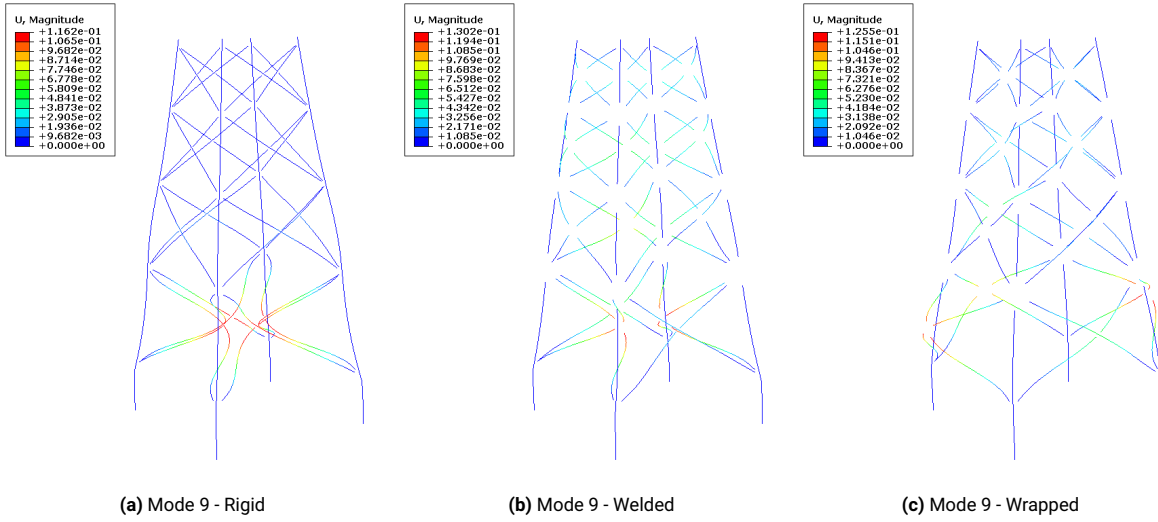 U, Magnitude
+1.162e-01
+1.065e-01
+9.682e-02
+8.714e-02
+7.746e-02
+6.778e-02
+5.809e-02
+4.841e-02
+3.873e-02
+2.905e-02
+1.936e-02
+9.682e-03
+0.000e+00
(a) Mode 9 - Rigid
U, Magnitude
+1.302e-01
+1.194e-01
+1.085e-01
+9.769e-02
+8.683e-02
+7.598e-02
+6.512e-02
+5.427e-02
+4.342e-02
+3.256e-02
+2.171e-02
+1.085e-02
+0.000e+00
(b) Mode 9 - Welded
U, Magnitude
+1.255e-01
+1.151e-01
+1.046e-01
+9.413e-02
+8.367e-02
+7.321e-02
+6.276e-02
+5.230e-02
+4.184e-02
+3.138e-02
+2.092e-02
+1.046e-02
+0.000e+00
(c) Mode 9 - Wrapped